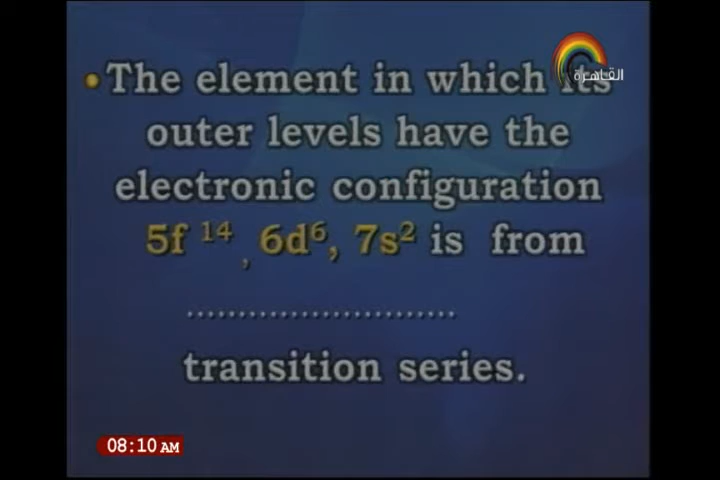 • The element in which its
القاهرة
outer levels have the
electronic configuration
5f ¹⁴, 6d⁶, 7s² is from
..........................
transition series.
08:10 AM